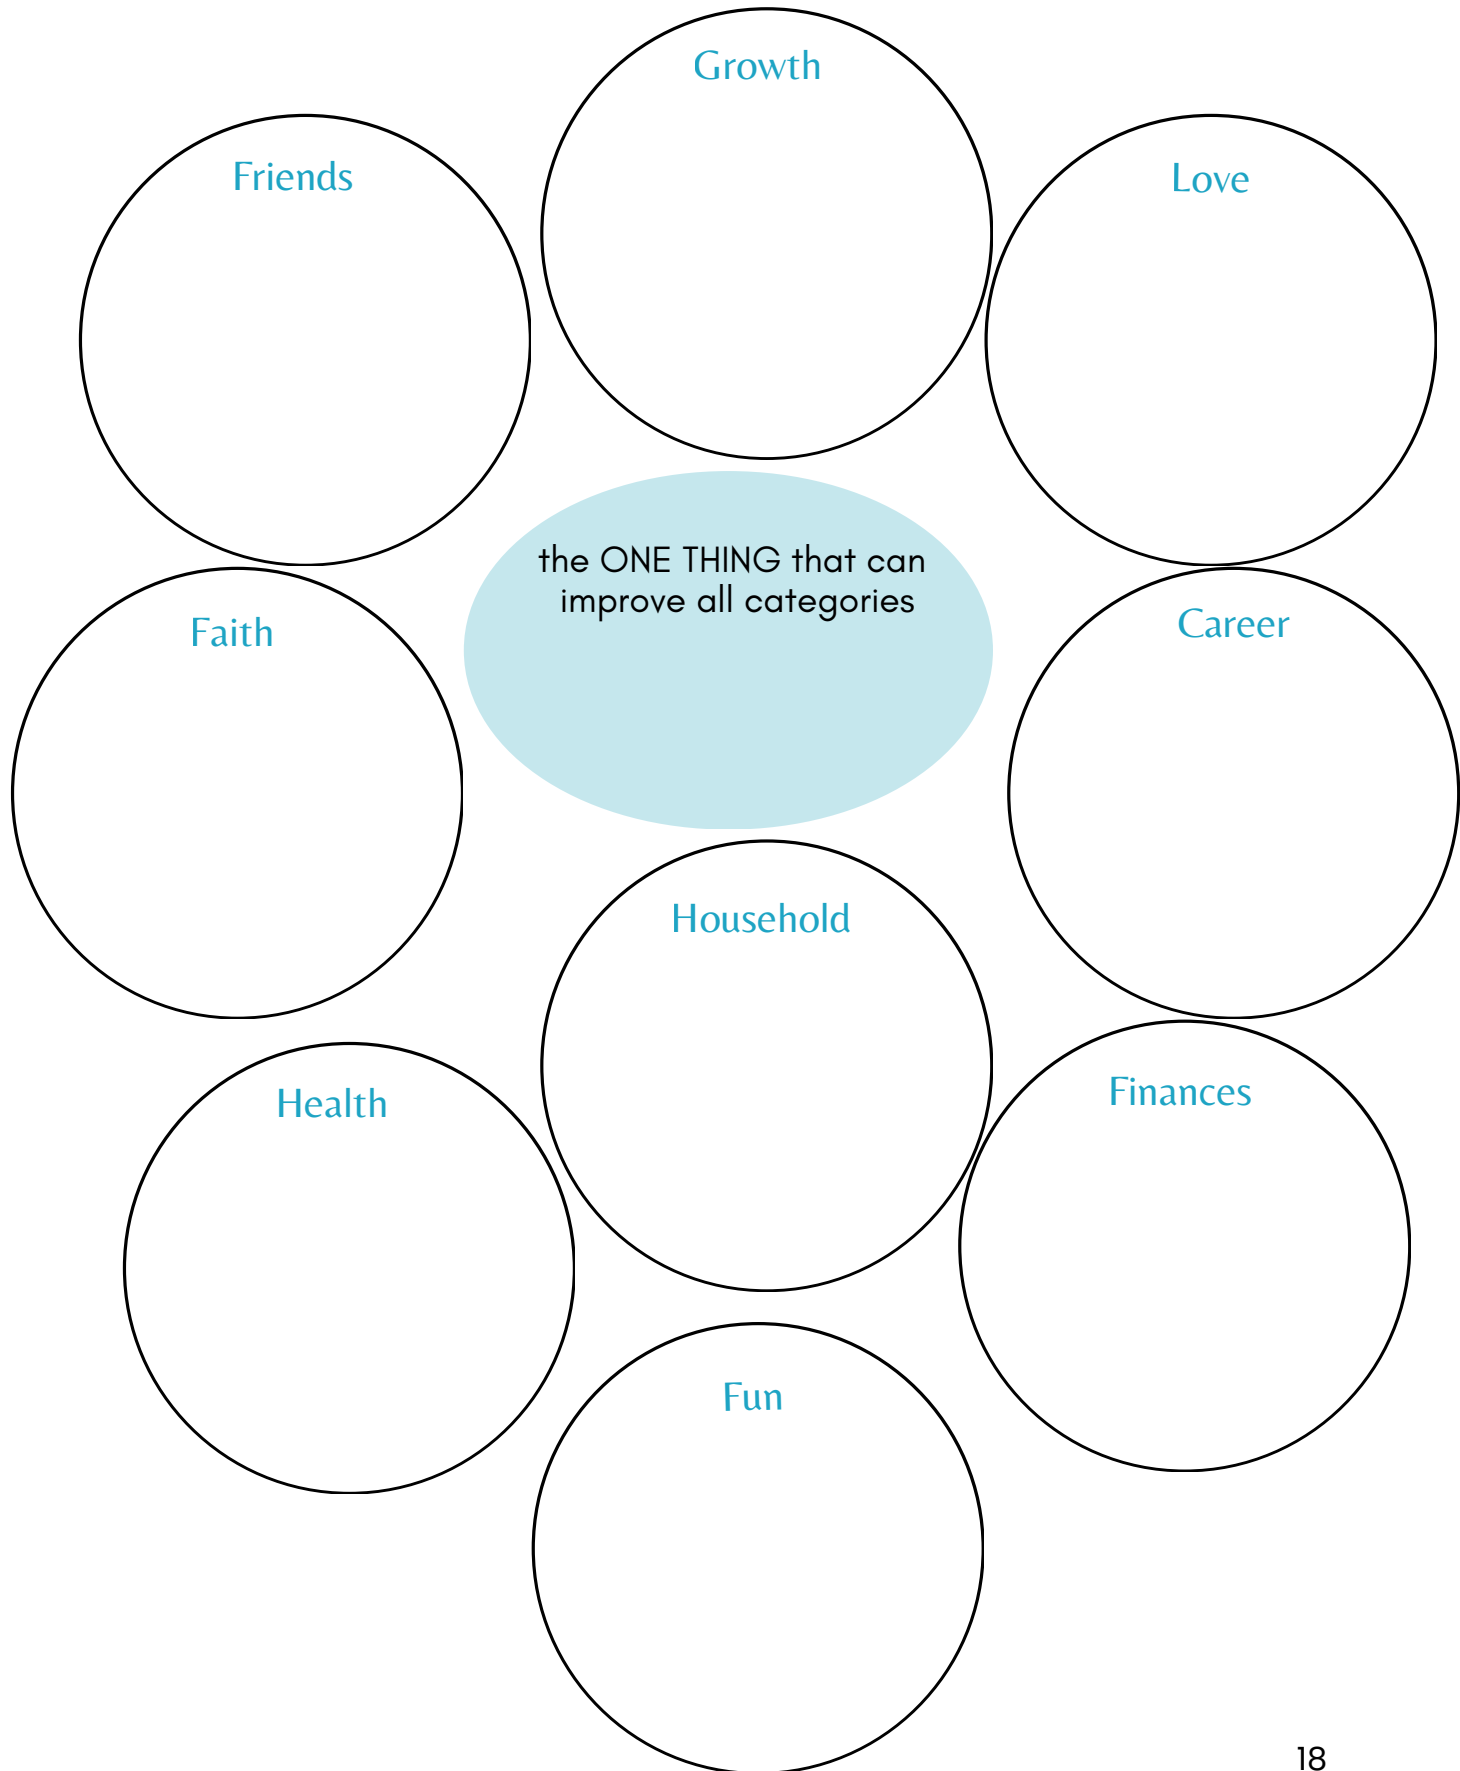 Growth
Friends
Love
the ONE THING that can
improve all categories
Faith
Career
Household
Health
Finances
Fun
18